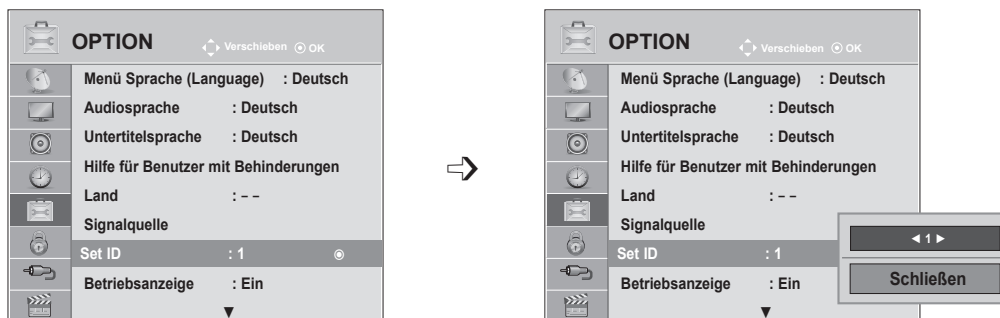 OPTION
Verschieben OK
Menü Sprache (Language) : Deutsch
Audiosprache : Deutsch
Untertitelsprache : Deutsch
Hilfe für Benutzer mit Behinderungen
Land : – –
Signalquelle
Set ID : 1
Betriebsanzeige : Ein
OPTION
Verschieben OK
Menü Sprache (Language) : Deutsch
Audiosprache : Deutsch
Untertitelsprache : Deutsch
Hilfe für Benutzer mit Behinderungen
Land : – –
Signalquelle
Set ID : 1
Betriebsanzeige : Ein
◄ 1 ►
Schließen